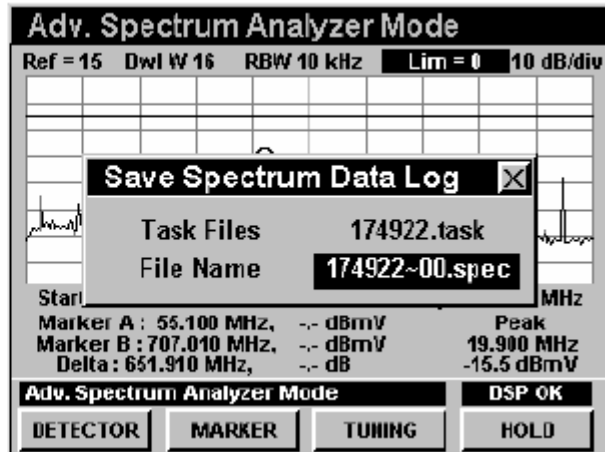 Adv. Spectrum Analyzer Mode
Ref = 15 Dwl W 16 RBW 10 kHz Lim = 0 10 dB/div
Save Spectrum Data Log
Task Files 174922.task
File Name 174922~00.spec
Star MHz
Marker A : 55.100 MHz, -.- dBmV Peak
Marker B : 707.010 MHz, -.- dBmV 19.900 MHz
Delta : 651.910 MHz, -.- dB -15.5 dBmV
Adv. Spectrum Analyzer Mode DSP OK
DETECTOR MARKER TUNING HOLD